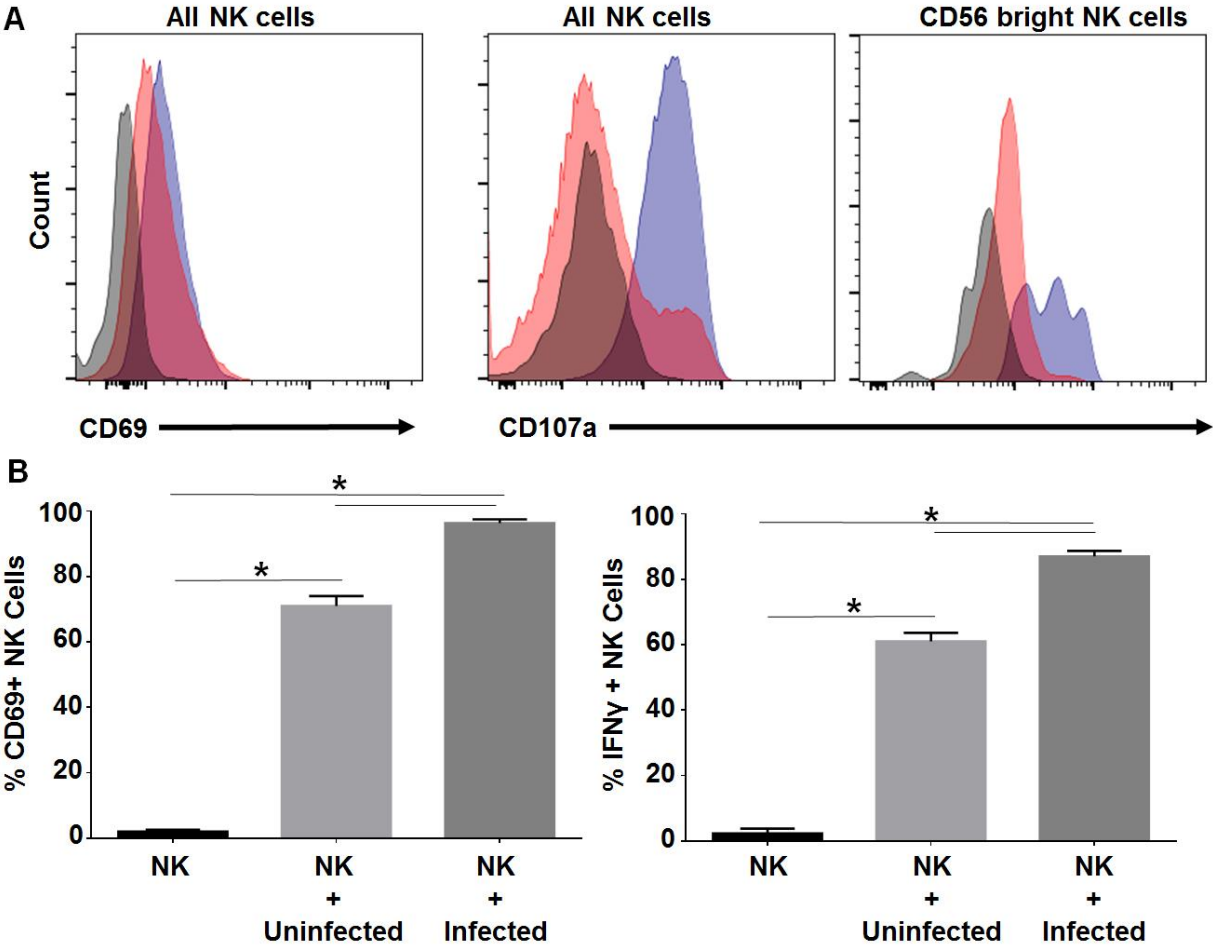 A
All NK cells
All NK cells
CD56 bright NK cells
Count
CD69
CD107a
B
% CD69+ NK Cells
100
80
60
40
20
0
*
*
NK
NK
+
Uninfected
NK
+
Infected
% IFNγ + NK Cells
100
80
60
40
20
0
*
*
NK
NK
+
Uninfected
NK
+
Infected